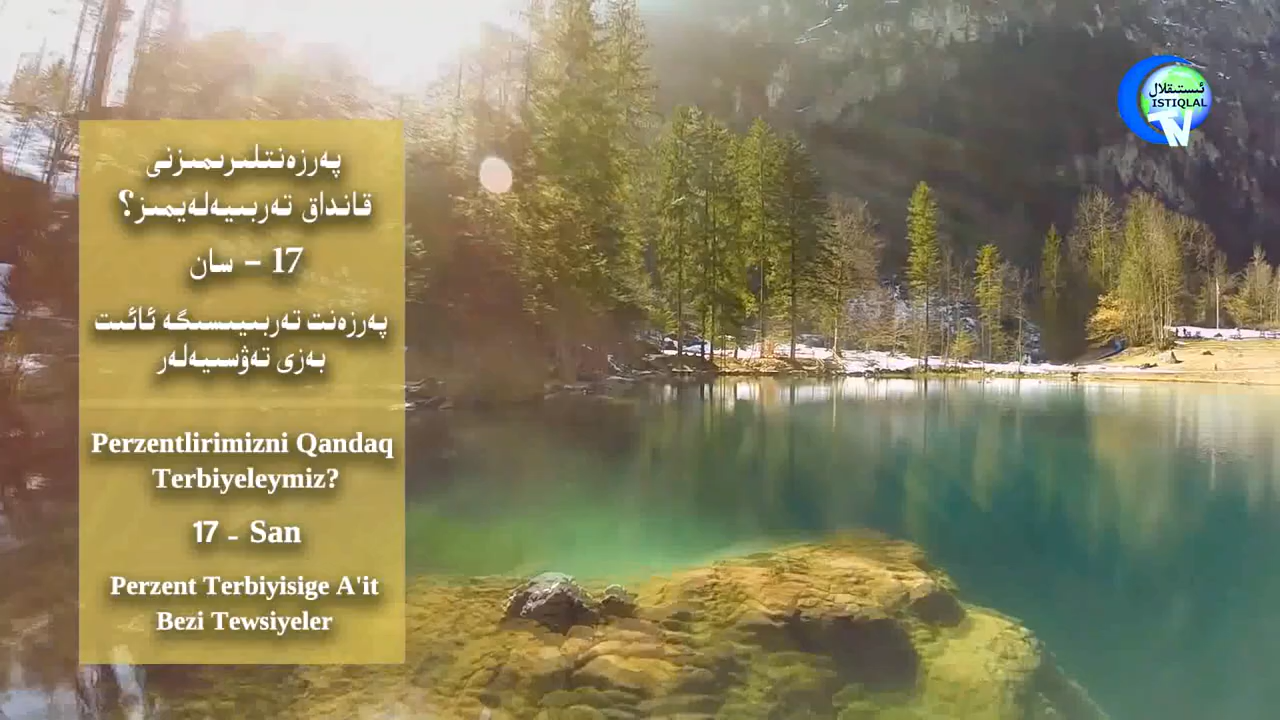 پەرزەنتلىرىمىزنى
قانداق تەربىيەلەيمىز؟
17 - سان
پەرزەنت تەربىيىسىگە ئائىت
بەزى تەۋسىيەلەر
Perzentlirimizni Qandaq
Terbiyeleymiz?
17 - San
Perzent Terbiyisige A'it
Bezi Tewsiyeler
ئىستىقلال
ISTIQLAL
TV